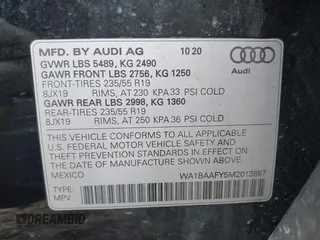 MFD. BY AUDI AG 10 20
GVWR LBS 5489, KG 2490
GAWR FRONT LBS 2756, KG 1250
FRONT-TIRES 235/55 R19
8JX19 RIMS, AT 230 KPA33 PSI COLD
GAWR REAR LBS 2998, KG 1360
REAR-TIRES 235/55 R19
8JX19 RIMS, AT 250 KPA 36 PSI COLD
Audi
THIS VEHICLE CONFORMS TO ALL APPLICABLE
U.S. FEDERAL MOTOR VEHICLE SAFETY AND
THEFT PREVENTION STANDARDS IN EFFECT ON
THE DATE OF MANUFACTURE SHOWN ABOVE.
MEXICO
TYPE:
MPV
WA1BAAFY5M2013887
DREAMBID